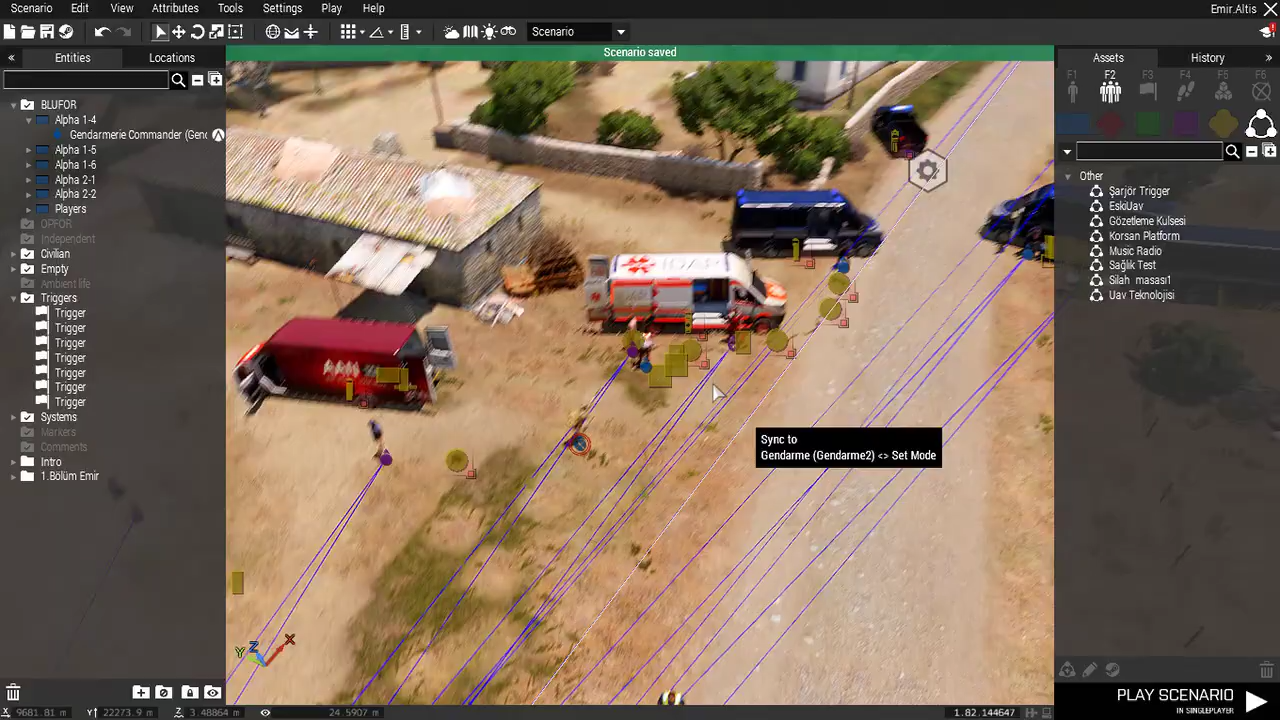 Scenario Edit View Attributes Tools Settings Play Help
Emir.Altis
Scenario
Scenario saved
Entities Locations
BLUFOR
Alpha 1-4
Gendarmerie Commander (Genc
Alpha 1-5
Alpha 1-6
Alpha 2-1
Alpha 2-2
Players
OPFOR
Independent
Civilian
Empty
Ambient life
Triggers
Trigger
Trigger
Trigger
Trigger
Trigger
Trigger
Trigger
Systems
Markers
Comments
Intro
1.Bölüm Emir
IDAP
Sync to
Gendarme (Gendarme2) <> Set Mode
Z
Y
X
Assets History
F1 F2 F3 F4 F5 F6
Other
Sarjör Trigger
EskiUav
Gözetleme Kulsesi
Korsan Platform
Music Radio
Sağlık Test
Silah masası1
Uav Teknolojisi
X 9681.81 m Y 22273.9 m Z 3.48864 m 24.5907 m
1.82.144647
PLAY SCENARIO
IN SINGLEPLAYER